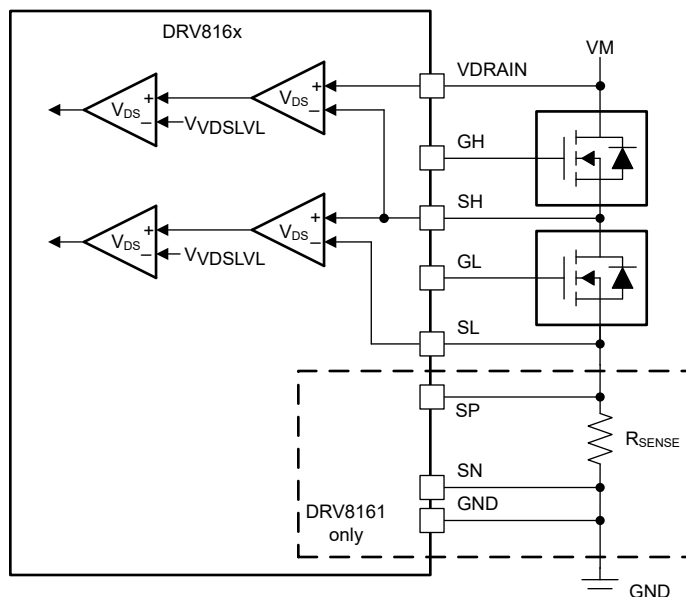 DRV816x
VM
VDRAIN
+
V_DS
−
V_VDSLVL
+
V_DS
−
GH
SH
+
V_DS
−
V_VDSLVL
+
V_DS
−
GL
SL
SP
R_SENSE
SN
GND
DRV8161
only
GND